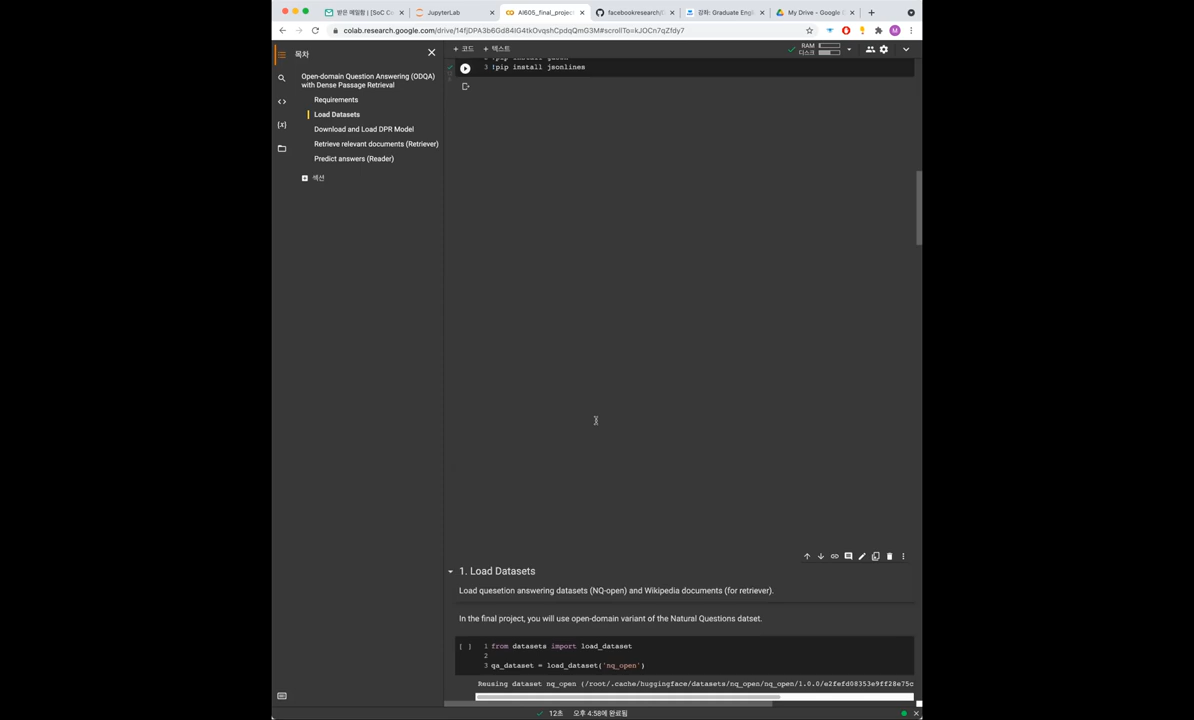 받은 메일함 | [SoC Ca
JupyterLab
AI605_final_projec
facebookresearch/D
강좌: Graduate Engl
My Drive - Google D
colab.research.google.com/drive/14fjDPA3b6Gd84IG4tkOvqshCpdqQmG3M#scrollTo=kJOCn7qZfdy7
M
목차
+ 코드 + 텍스트
RAM
디스크
Open-domain Question Answering (ODQA)
with Dense Passage Retrieval
Requirements
Load Datasets
Download and Load DPR Model
Retrieve relevant documents (Retriever)
Predict answers (Reader)
섹션
3 !pip install jsonlines
1. Load Datasets
Load quesetion answering datasets (NQ-open) and Wikipedia documents (for retriever).
In the final project, you will use open-domain variant of the Natural Questions datset.
[ ] 1 from datasets import load_dataset
2
3 qa_dataset = load_dataset('nq_open')
Reusing dataset nq_open (/root/.cache/huggingface/datasets/nq_open/nq_open/1.0.0/e2fefd08353e9ff28e75c
12초 오후 4:58에 완료됨